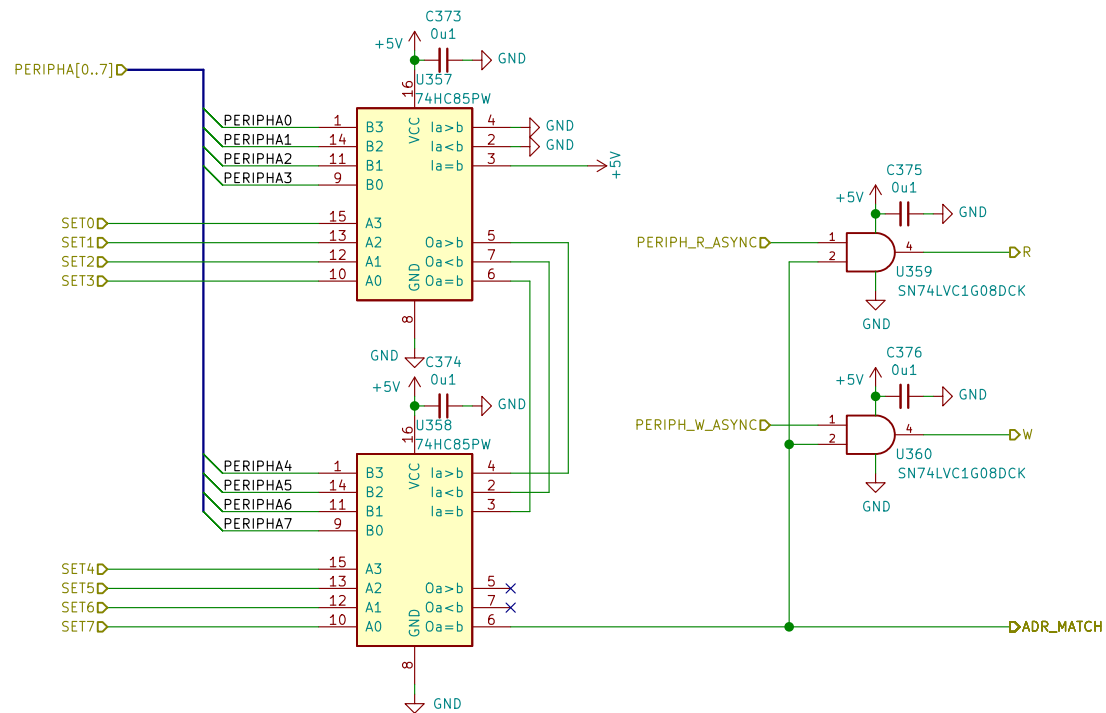 C373
0u1
+5V
GND
PERIPHA[0..7]
U357
74HC85PW
16
VCC
PERIPHA0 1 B3 Ia>b 4 GND
PERIPHA1 14 B2 Ia<b 2 GND
PERIPHA2 11 B1 Ia=b 3 +5V
PERIPHA3 9 B0
SET0 15 A3
SET1 13 A2 Oa>b 5
SET2 12 A1 Oa<b 7
SET3 10 A0 Oa=b 6
GND
8
GND
C374
0u1
+5V
GND
U358
74HC85PW
16
VCC
PERIPHA4 1 B3 Ia>b 4
PERIPHA5 14 B2 Ia<b 2
PERIPHA6 11 B1 Ia=b 3
PERIPHA7 9 B0
SET4 15 A3
SET5 13 A2 Oa>b 5
SET6 12 A1 Oa<b 7
SET7 10 A0 Oa=b 6
GND
8
GND
C375
0u1
+5V
GND
PERIPH_R_ASYNC 1
2
4 R
U359
SN74LVC1G08DCK
GND
C376
0u1
+5V
GND
PERIPH_W_ASYNC 1
2
4 W
U360
SN74LVC1G08DCK
GND
ADR_MATCH